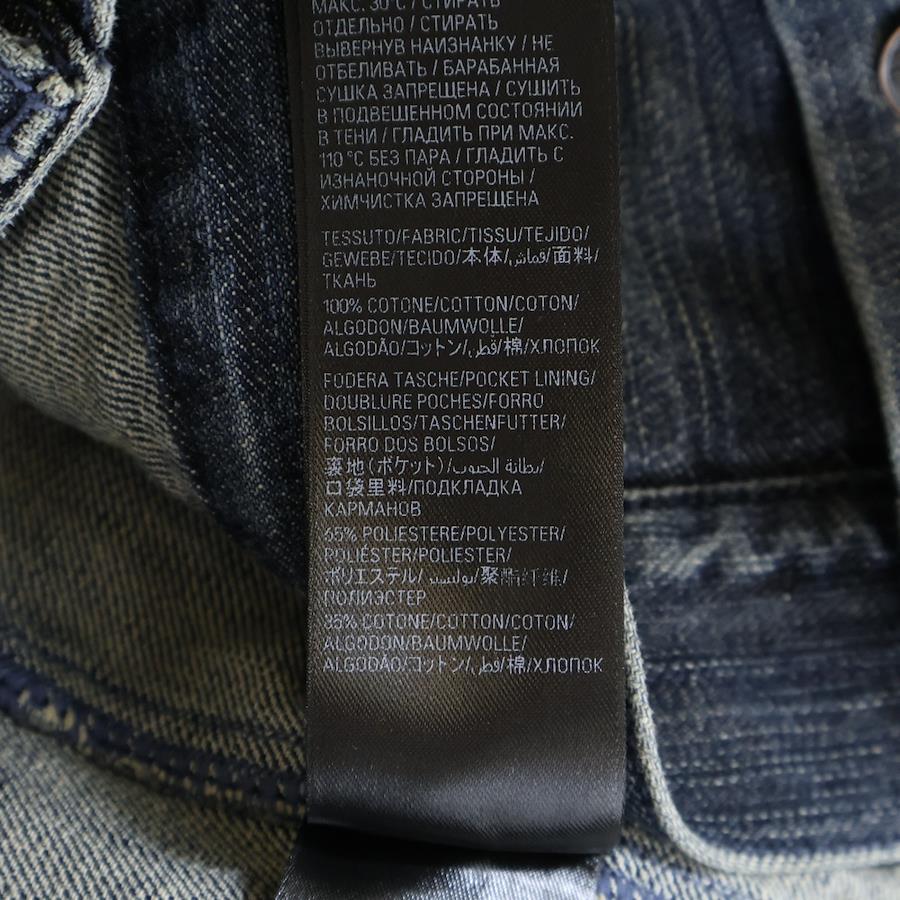 МАКС. 30°C / СТИРАТЬ
ОТДЕЛЬНО / СТИРАТЬ
ВЫВЕРНУВ НАИЗНАНКУ / НЕ
ОТБЕЛИВАТЬ / БАРАБАННАЯ
СУШКА ЗАПРЕЩЕНА / СУШИТЬ
В ПОДВЕШЕННОМ СОСТОЯНИИ
В ТЕНИ / ГЛАДИТЬ ПРИ МАКС.
110 °C БЕЗ ПАРА / ГЛАДИТЬ С
ИЗНАНОЧНОЙ СТОРОНЫ /
ХИМЧИСТКА ЗАПРЕЩЕНА
TESSUTO/FABRIC/TISSU/TEJIDO/
GEWEBE/TECIDO/本体/قماش/面料/
ТКАНЬ
100% COTONE/COTTON/COTON/
ALGODON/BAUMWOLLE/
ALGODÃO/コットン/قطن/棉/ХЛОПОК
FODERA TASCHE/POCKET LINING/
DOUBLURE POCHES/FORRO
BOLSILLOS/TASCHENFUTTER/
FORRO DOS BOLSOS/
裏地(ポケット)/بطانة الجيوب/
口袋里料/ПОДКЛАДКА
КАРМАНОВ
65% POLIESTERE/POLYESTER/
POLIÉSTER/POLIESTER/
ポリエステル/بوليستر/聚酯纤维/
ПОЛИЭСТЕР
35% COTONE/COTTON/COTON/
ALGODON/BAUMWOLLE/
ALGODÃO/コットン/قطن/棉/ХЛОПОК